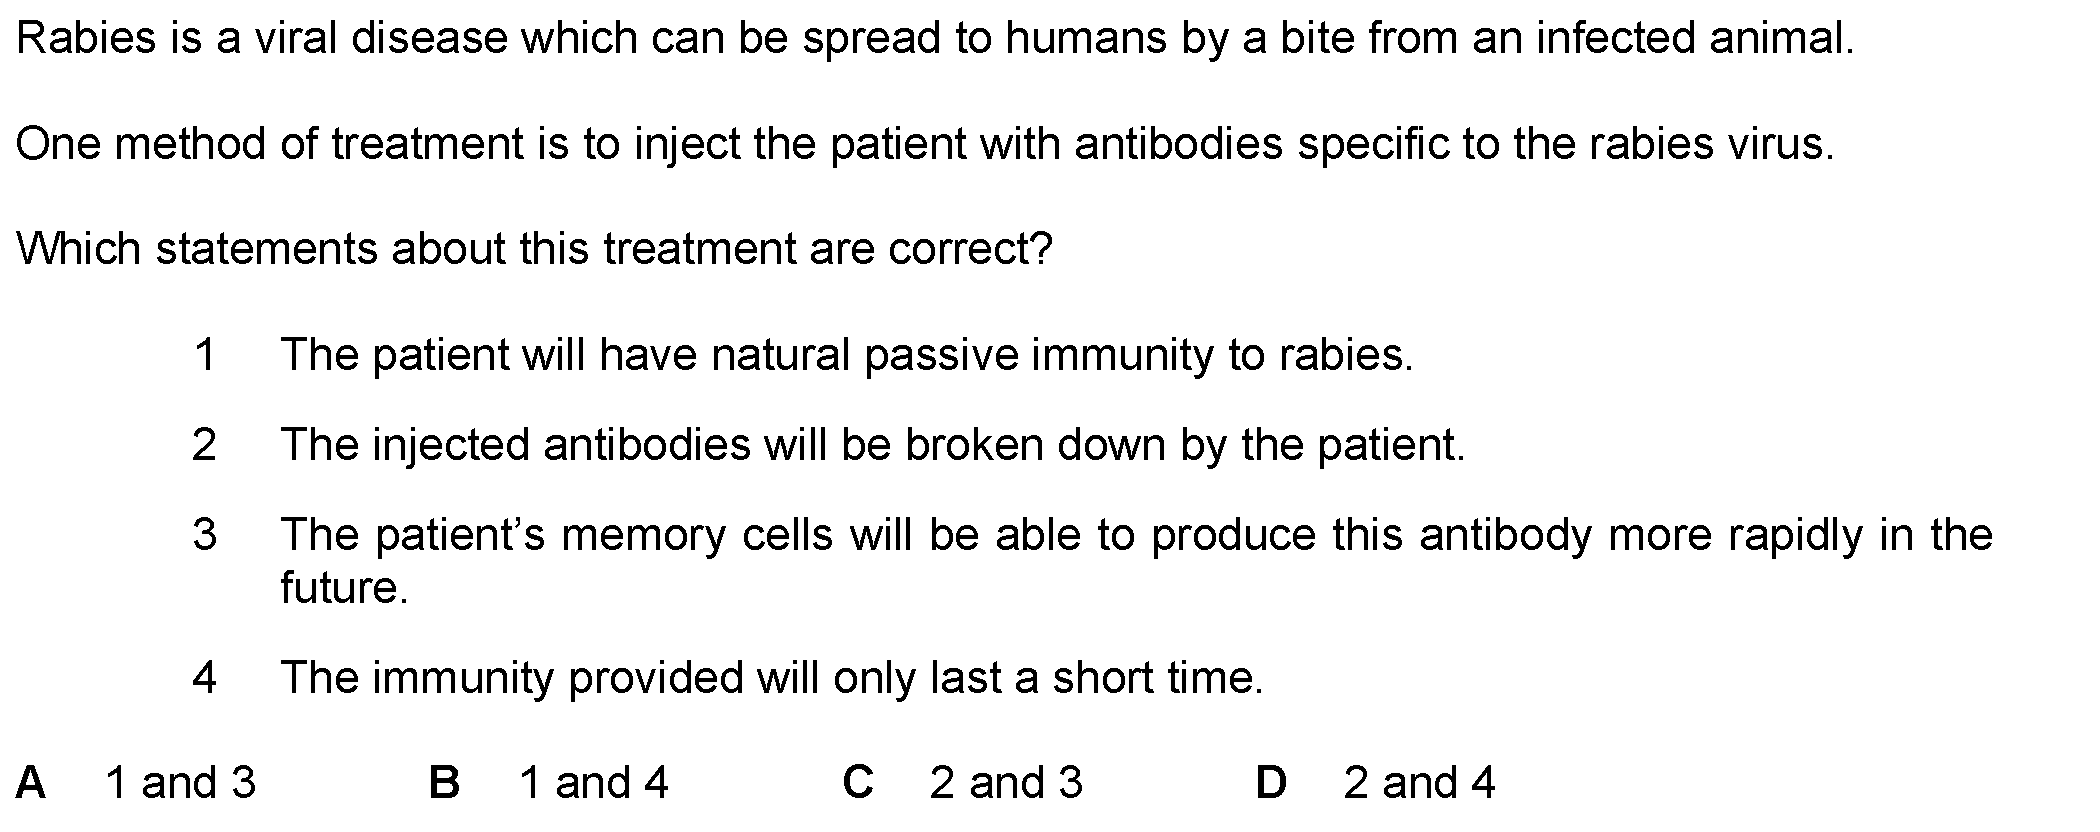 Rabies is a viral disease which can be spread to humans by a bite from an infected animal.
One method of treatment is to inject the patient with antibodies specific to the rabies virus.
Which statements about this treatment are correct?
1 The patient will have natural passive immunity to rabies.
2 The injected antibodies will be broken down by the patient.
3 The patient’s memory cells will be able to produce this antibody more rapidly in the
future.
4 The immunity provided will only last a short time.
A 1 and 3 B 1 and 4 C 2 and 3 D 2 and 4